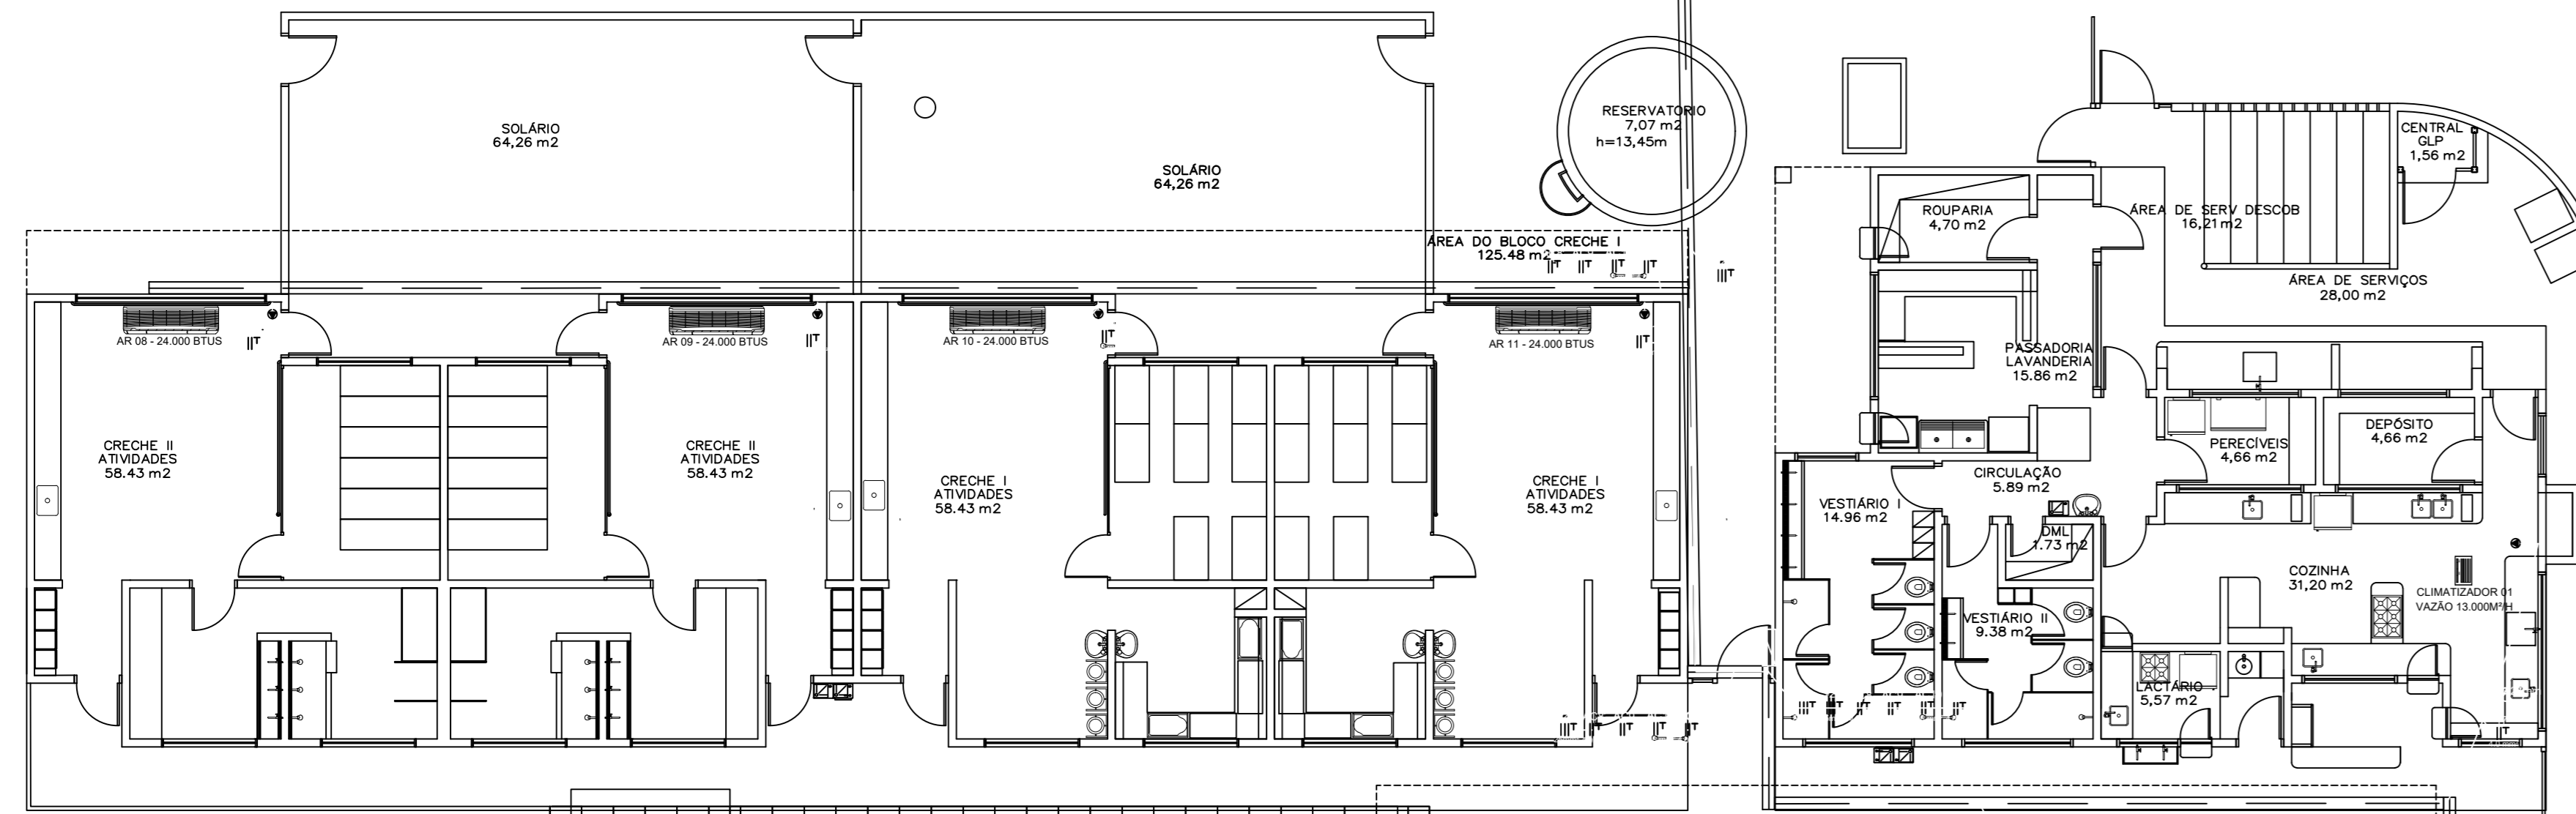 SOLÁRIO
64,26 m2
SOLÁRIO
64,26 m2
RESERVATÓRIO
7,07 m2
h=13,45m
CENTRAL
GLP
1,56 m2
ROUPARIA
4,70 m2
ÁREA DE SERV DESCOB
16,21m2
ÁREA DO BLOCO CRECHE I
125.48 m2
ÁREA DE SERVIÇOS
28,00 m2
AR 08 - 24.000 BTUS
AR 09 - 24.000 BTUS
AR 10 - 24.000 BTUS
AR 11 - 24.000 BTUS
PASSADORIA
LAVANDERIA
15.86 m2
CRECHE II
ATIVIDADES
58.43 m2
CRECHE II
ATIVIDADES
58.43 m2
CRECHE I
ATIVIDADES
58.43 m2
CRECHE I
ATIVIDADES
58.43 m2
DEPÓSITO
4,66 m2
PERECÍVEIS
4,66 m2
CIRCULAÇÃO
5.89 m2
VESTIÁRIO I
14.96 m2
DML
1.73 m2
COZINHA
31,20 m2
CLIMATIZADOR 01
VAZÃO 13.000M³/H
VESTIÁRIO II
9.38 m2
LACTÁRIO
5,57 m2